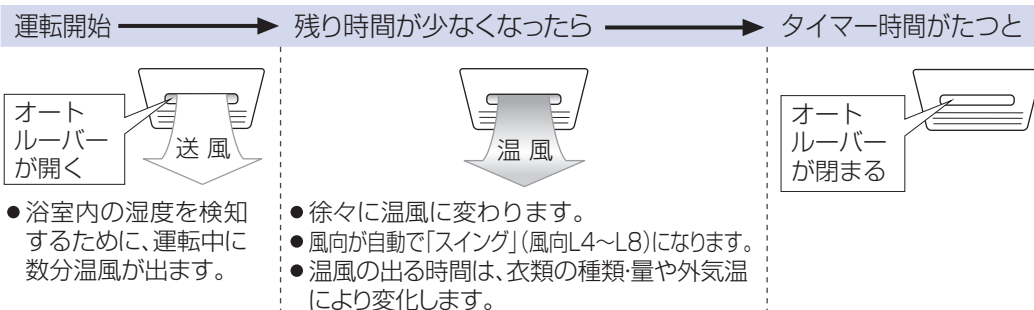 運転開始
残り時間が少なくなったら
タイマー時間がたつと
オート
ルーバー
が開く
送 風
●浴室内の湿度を検知
するために、運転中に
数分温風が出ます。
温 風
●徐々に温風に変わります。
●風向が自動で「スイング」(風向L4～L8)になります。
●温風の出る時間は、衣類の種類・量や外気温
により変化します。
オート
ルーバー
が閉まる